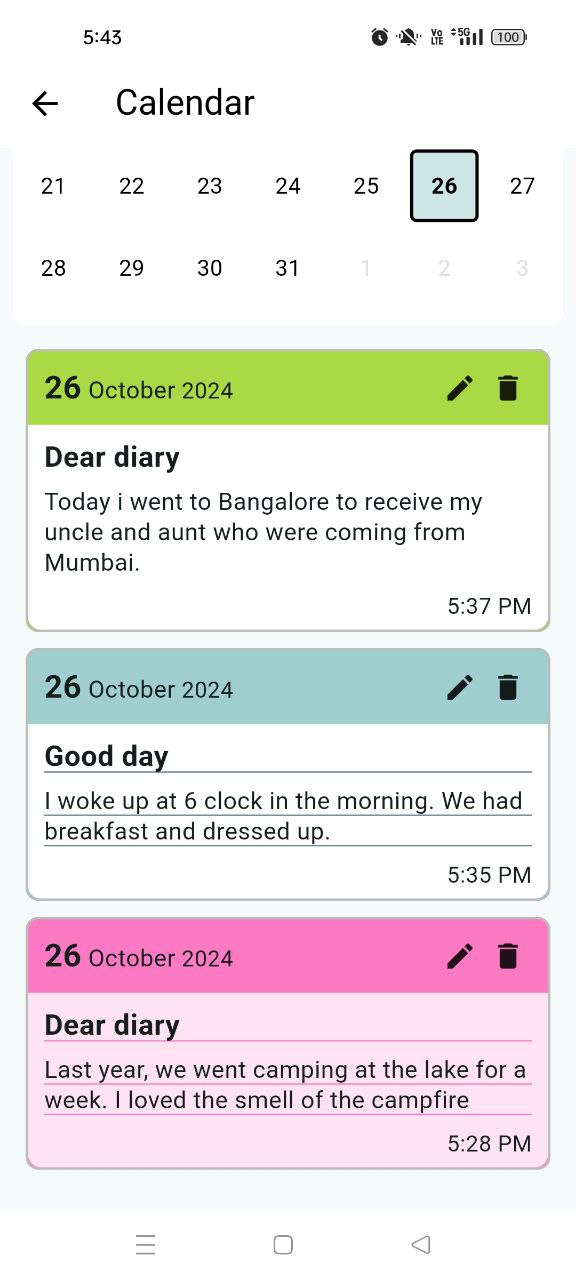 5:43
Vo LTE 5G 100
Calendar
21 22 23 24 25 26 27
28 29 30 31 1 2 3
26 October 2024
Dear diary
Today i went to Bangalore to receive my
uncle and aunt who were coming from
Mumbai.
5:37 PM
26 October 2024
Good day
I woke up at 6 clock in the morning. We had
breakfast and dressed up.
5:35 PM
26 October 2024
Dear diary
Last year, we went camping at the lake for a
week. I loved the smell of the campfire
5:28 PM